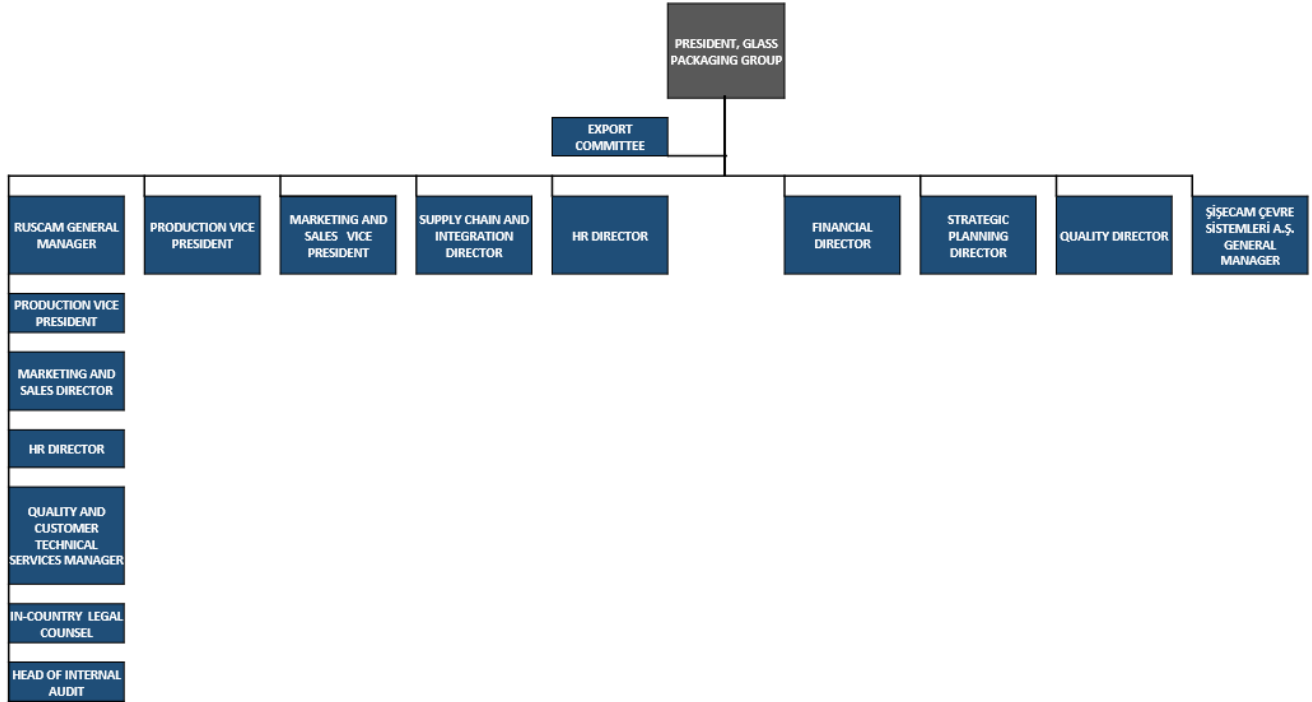 PRESIDENT, GLASS
PACKAGING GROUP
EXPORT
COMMITTEE
RUSCAM GENERAL
MANAGER
PRODUCTION VICE
PRESIDENT
MARKETING AND
SALES VICE
PRESIDENT
SUPPLY CHAIN AND
INTEGRATION
DIRECTOR
HR DIRECTOR
FINANCIAL
DIRECTOR
STRATEGIC
PLANNING
DIRECTOR
QUALITY DIRECTOR
ŞİŞECAM ÇEVRE
SİSTEMLERİ A.Ş.
GENERAL
MANAGER
PRODUCTION VICE
PRESIDENT
MARKETING AND
SALES DIRECTOR
HR DIRECTOR
QUALITY AND
CUSTOMER
TECHNICAL
SERVICES MANAGER
IN-COUNTRY LEGAL
COUNSEL
HEAD OF INTERNAL
AUDIT